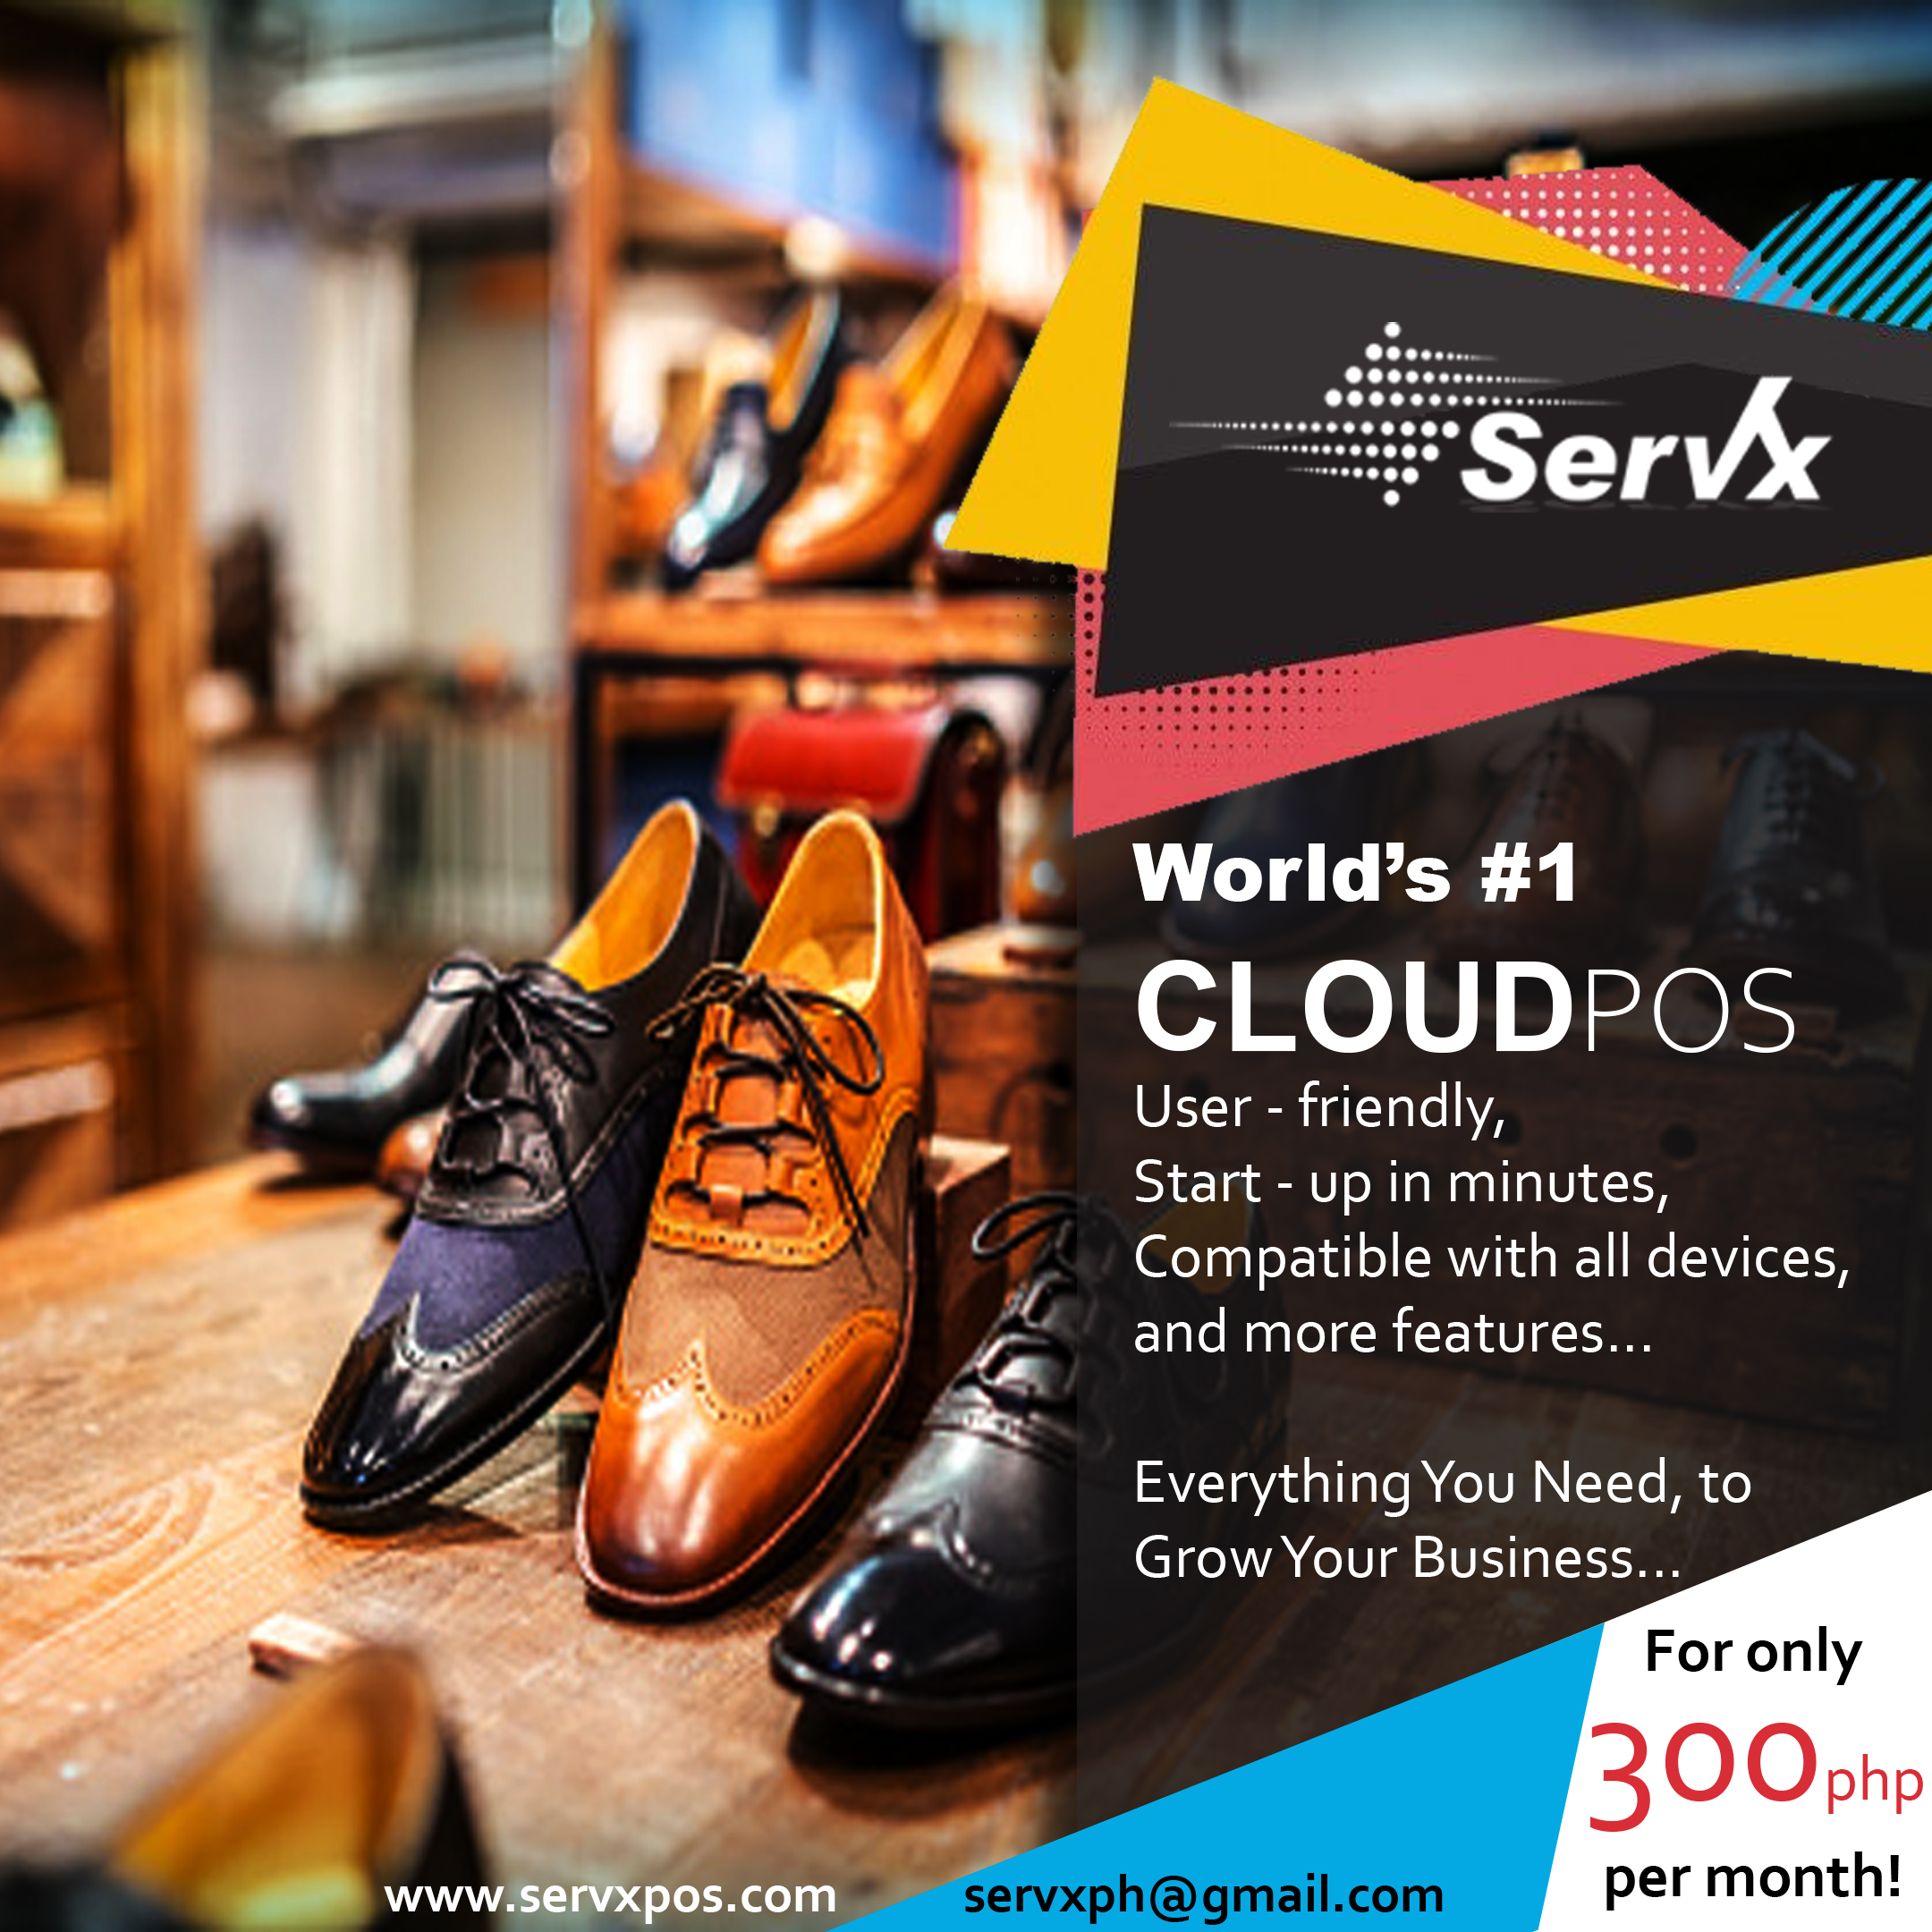 Servx
World's #1
CLOUDPOS
User - friendly,
Start - up in minutes,
Compatible with all devices,
and more features...
Everything You Need, to
Grow Your Business...
For only
300php
per month!
www.servxpos.com
servxph@gmail.com